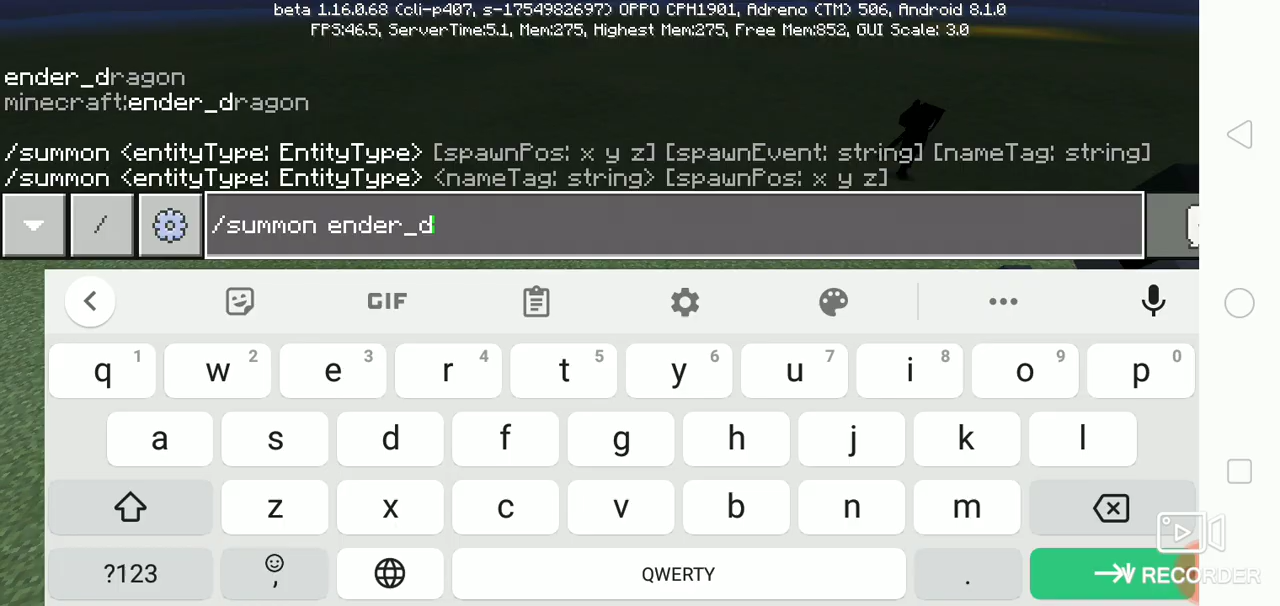 beta 1.16.0.68 (cli-p407, s-1754982697) OPPO CPH1901, Adreno (TM) 506, Android 8.1.0
FPS:46.5, ServerTime:5.1, Mem:275, Highest Mem:275, Free Mem:852, GUI Scale: 3.0
ender_dragon
minecraft:ender_dragon
/summon <entityType: EntityType> [spawnPos: x y z] [spawnEvent: string] [nameTag: string]
/summon <entityType: EntityType> <nameTag: string> [spawnPos: x y z]
/ /summon ender_d
GIF
q 1 w 2 e 3 r 4 t 5 y 6 u 7 i 8 o 9 p 0
a s d f g h j k l
z x c v b n m
?123 , QWERTY .
RECORDER